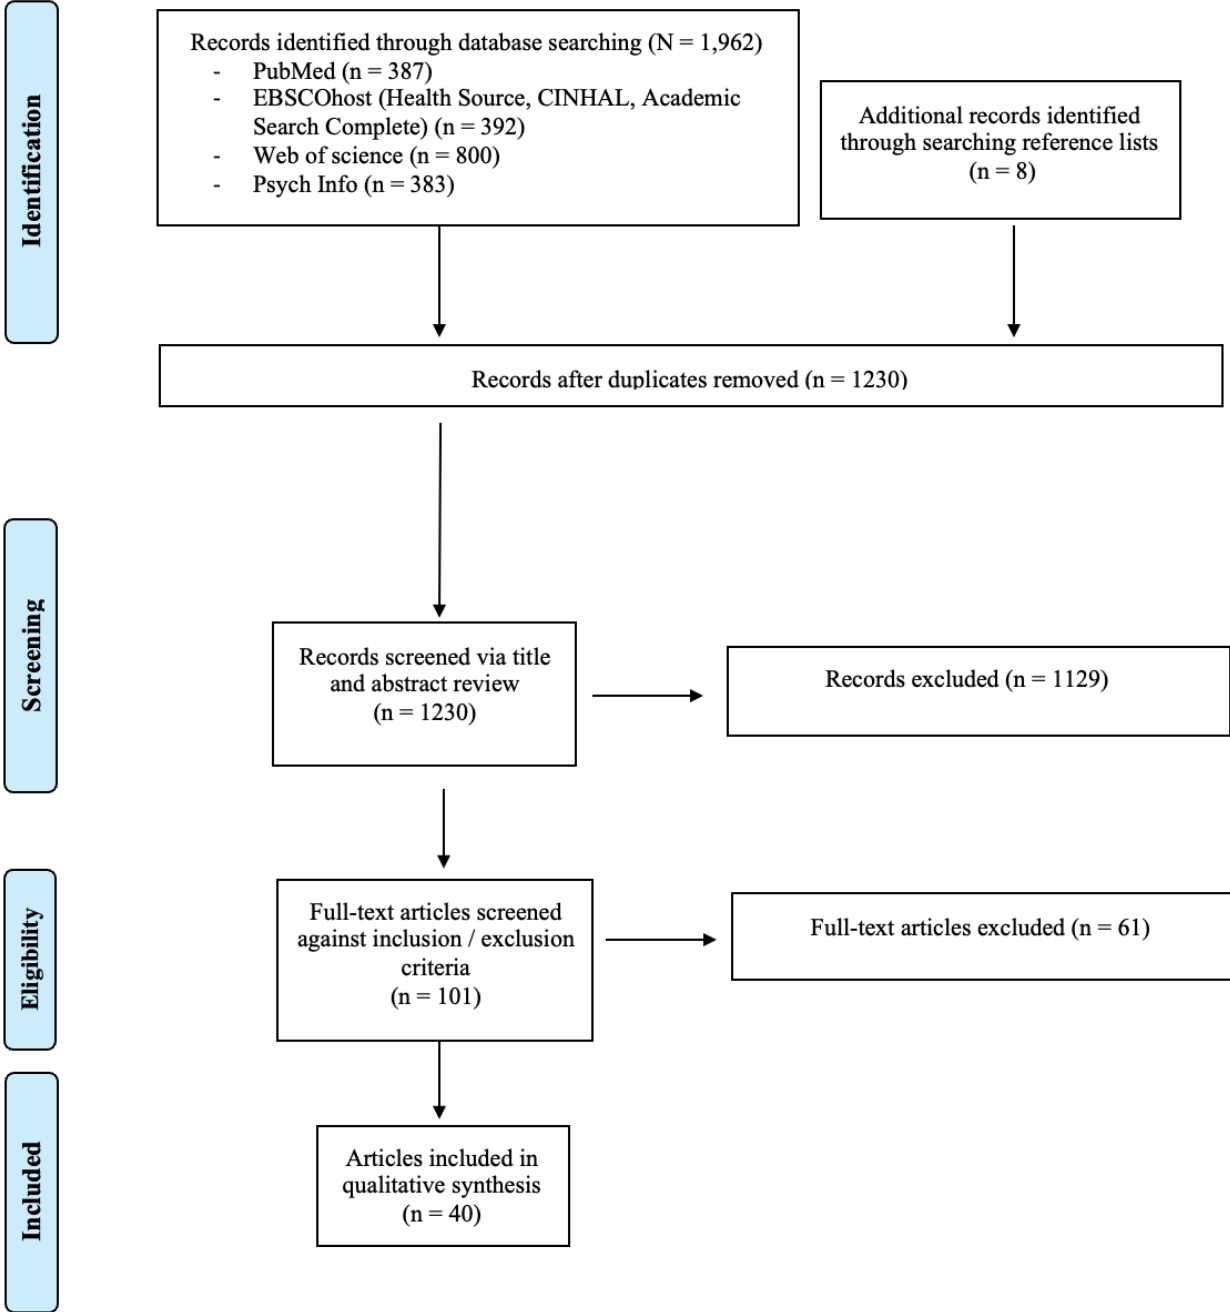 Identification
Records identified through database searching (N = 1,962)
- PubMed (n = 387)
- EBSCOhost (Health Source, CINHAL, Academic
Search Complete) (n = 392)
- Web of science (n = 800)
- Psych Info (n = 383)
Additional records identified
through searching reference lists
(n = 8)
Records after duplicates removed (n = 1230)
Screening
Records screened via title
and abstract review
(n = 1230)
Records excluded (n = 1129)
Eligibility
Full-text articles screened
against inclusion / exclusion
criteria
(n = 101)
Full-text articles excluded (n = 61)
Included
Articles included in
qualitative synthesis
(n = 40)